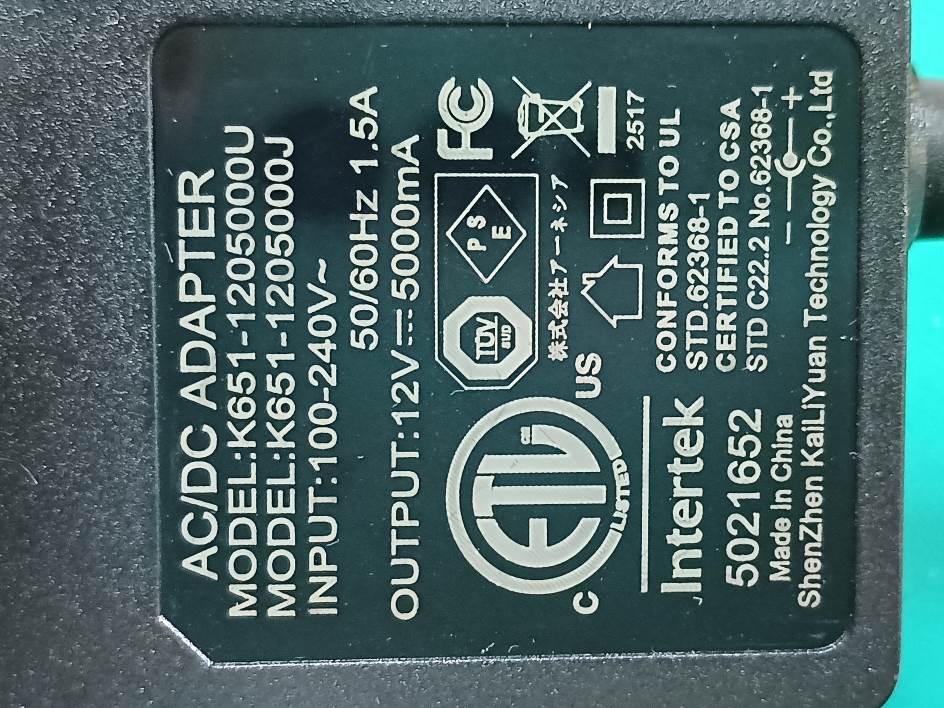 AC/DC ADAPTER
MODEL:K651-1205000U
MODEL:K651-1205000J
INPUT:100-240V~
50/60Hz 1.5A
OUTPUT:12V⎓5000mA
ETL
CM
LISTED
C
US
TÜV
SÜD
PS
E
FC
株式会社アーネシア
2517
Intertek
5021652
CONFORMS TO UL
STD.62368-1
CERTIFIED TO CSA
STD C22.2 No.62368-1
Made In China
− +
ShenZhen KaiLiYuan Technology Co.,Ltd